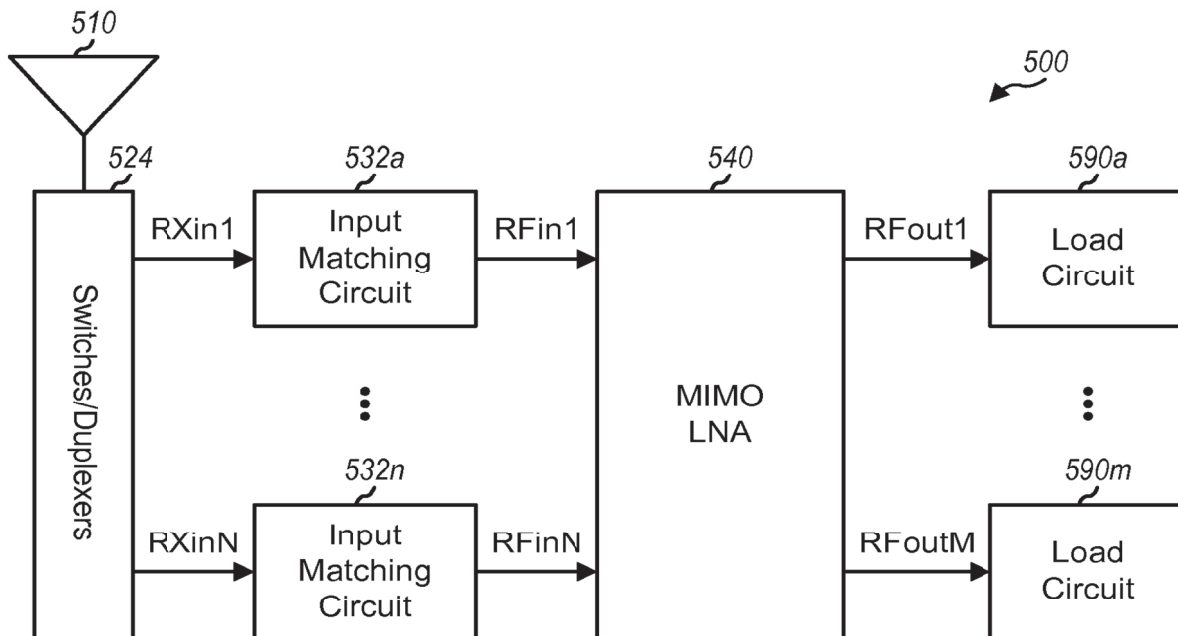 510
500
524
532a
540
590a
RXin1
Input
Matching
Circuit
RFin1
RFout1
Load
Circuit
Switches/Duplexers
MIMO
LNA
532n
590m
RXinN
Input
Matching
Circuit
RFinN
RFoutM
Load
Circuit